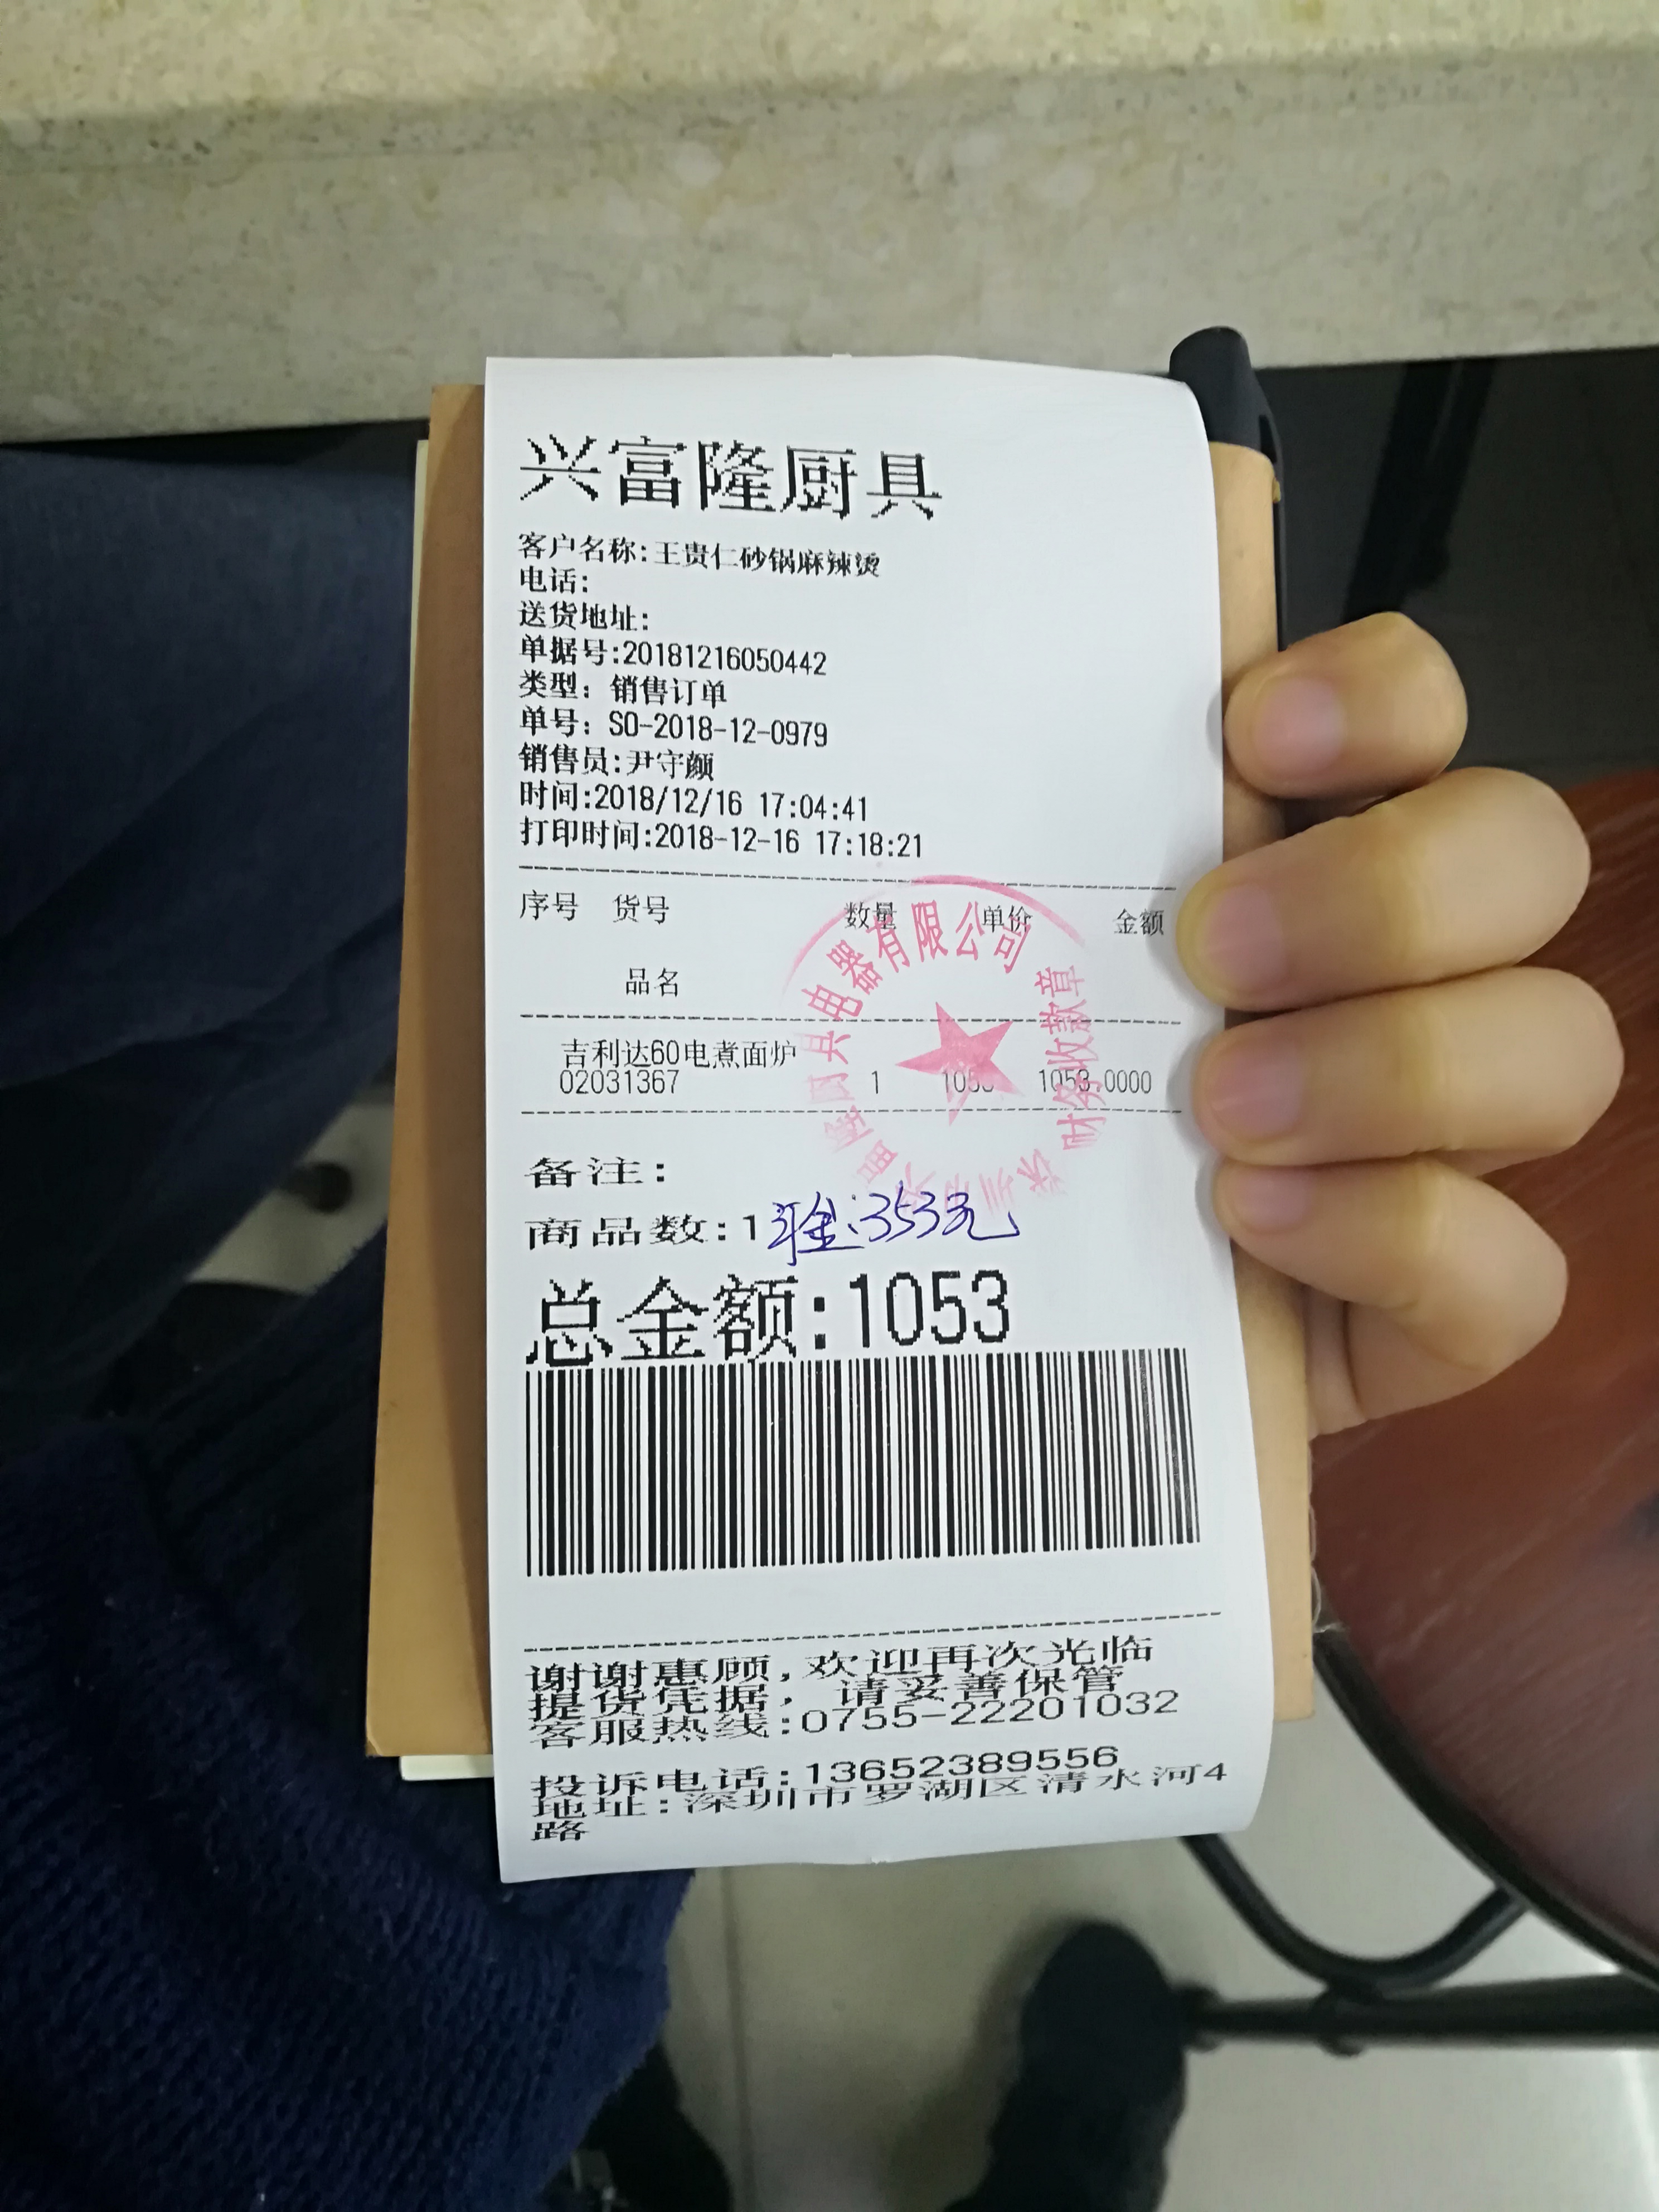 兴富隆厨具
客户名称:王贵仁砂锅麻辣烫
电话:
送货地址:
单据号:20181216050442
类型: 销售订单
单号: SO-2018-12-0979
销售员:尹守颜
时间:2018/12/16 17:04:41
打印时间:2018-12-16 17:18:21
序号 货号 数量 单价 金额
品名
吉利达60电煮面炉
02031367 1 1053 1053.0000
富隆厨具电器有限公司
财务收款章
备注:
商品数:1 金:353元
总金额:1053
谢谢惠顾,欢迎再次光临
提货凭据, 请妥善保管
客服热线:0755-22201032
投诉电话:13652389556
地址:深圳市罗湖区清水河4
路